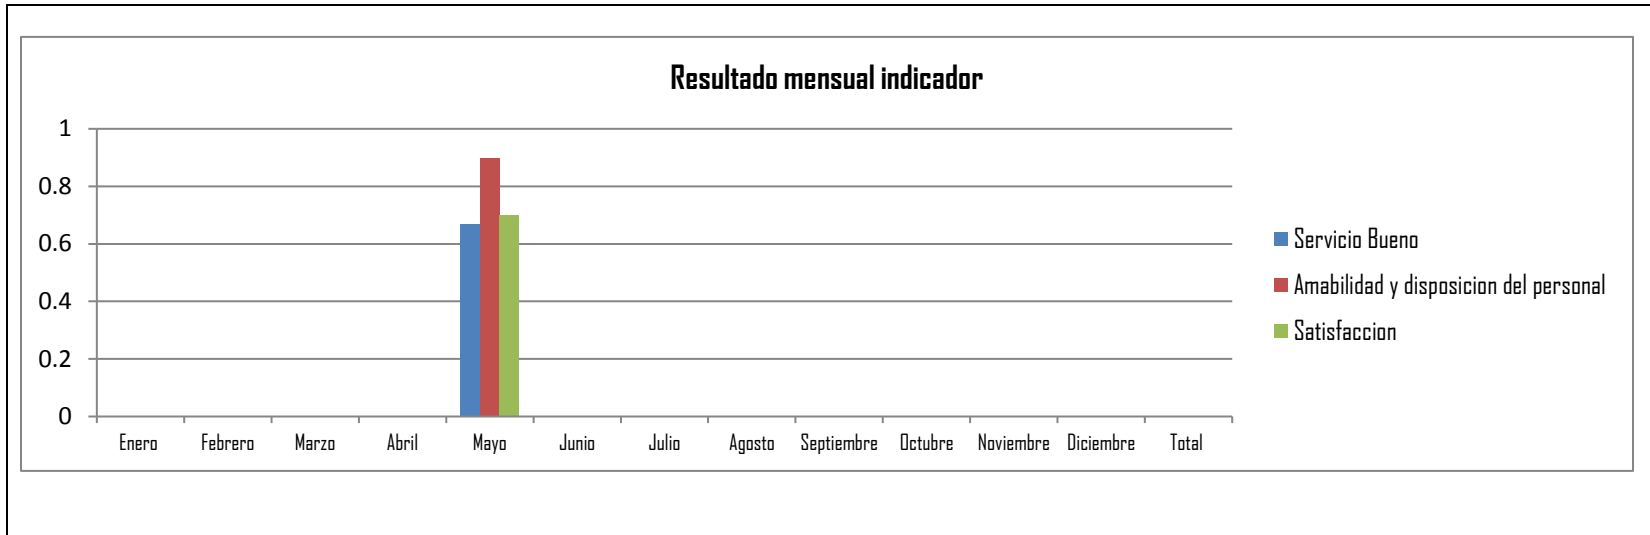 Resultado mensual indicador
1
0.8
0.6
0.4
0.2
0
Enero Febrero Marzo Abril Mayo Junio Julio Agosto Septiembre Octubre Noviembre Diciembre Total
Servicio Bueno
Amabilidad y disposicion del personal
Satisfaccion